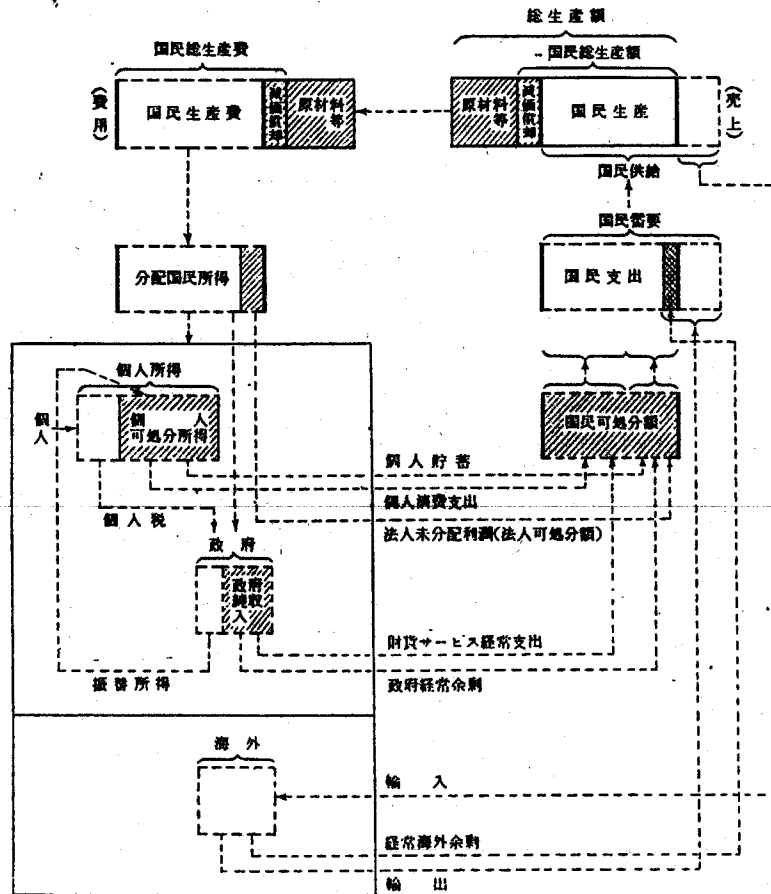 総生産額
国民総生産費
国民総生産額
(費用)
国民生産費
減価償却
原材料等
原材料等
減価償却
国民生産
(売上)
国民供給
国民需要
分配国民所得
国民支出
個人所得
個人
個人
可処分所得
国民可処分額
個人貯蓄
個人消費支出
個人税
法人未分配利潤(法人可処分額)
政府
政府
純収
入
財貨サービス経常支出
振替所得
政府経常余剰
海外
輸入
経常海外余剰
輸出